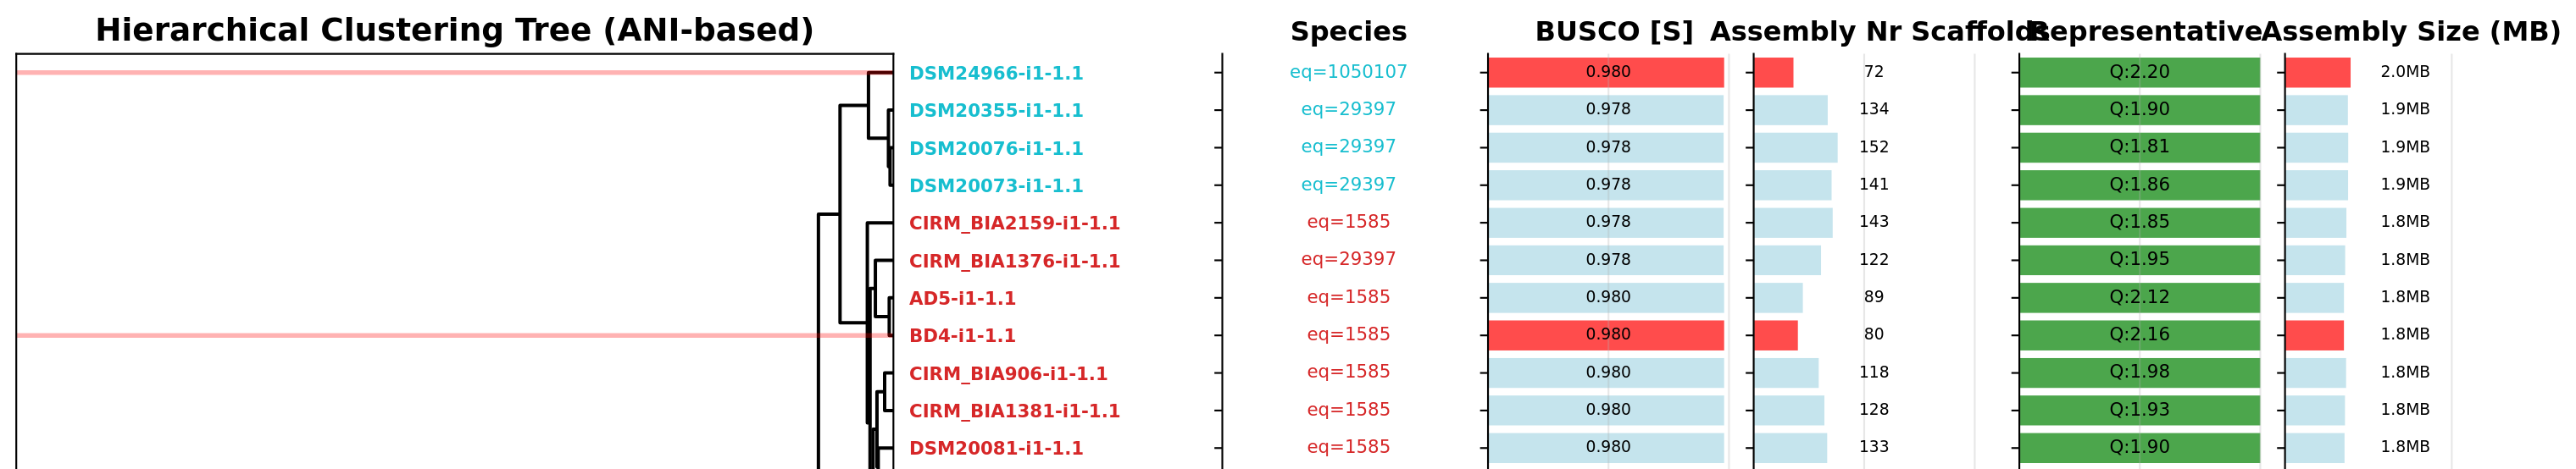 Hierarchical Clustering Tree (ANI-based) Species BUSCO [S] Assembly Nr Scaffolds Representative Assembly Size (MB)
DSM24966-i1-1.1 eq=1050107 0.980 72 Q:2.20 2.0MB
DSM20355-i1-1.1 eq=29397 0.978 134 Q:1.90 1.9MB
DSM20076-i1-1.1 eq=29397 0.978 152 Q:1.81 1.9MB
DSM20073-i1-1.1 eq=29397 0.978 141 Q:1.86 1.9MB
CIRM_BIA2159-i1-1.1 eq=1585 0.978 143 Q:1.85 1.8MB
CIRM_BIA1376-i1-1.1 eq=29397 0.978 122 Q:1.95 1.8MB
AD5-i1-1.1 eq=1585 0.980 89 Q:2.12 1.8MB
BD4-i1-1.1 eq=1585 0.980 80 Q:2.16 1.8MB
CIRM_BIA906-i1-1.1 eq=1585 0.980 118 Q:1.98 1.8MB
CIRM_BIA1381-i1-1.1 eq=1585 0.980 128 Q:1.93 1.8MB
DSM20081-i1-1.1 eq=1585 0.980 133 Q:1.90 1.8MB